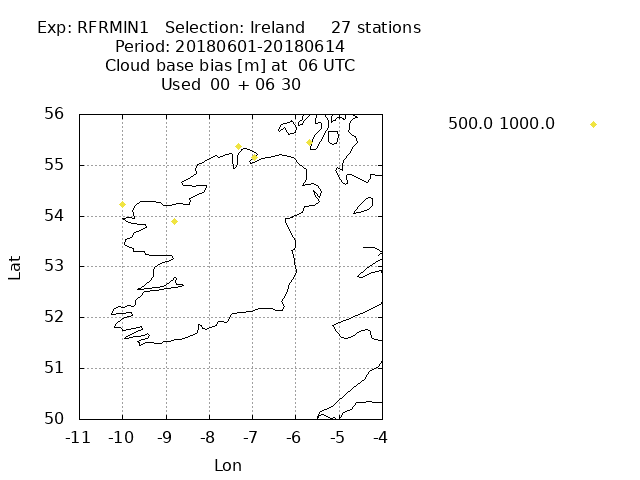 Exp: RFRMIN1 Selection: Ireland 27 stations
Period: 20180601-20180614
Cloud base bias [m] at 06 UTC
Used 00 + 06 30
500.0 1000.0
56
55
54
53
52
51
50
Lat
-11 -10 -9 -8 -7 -6 -5 -4
Lon